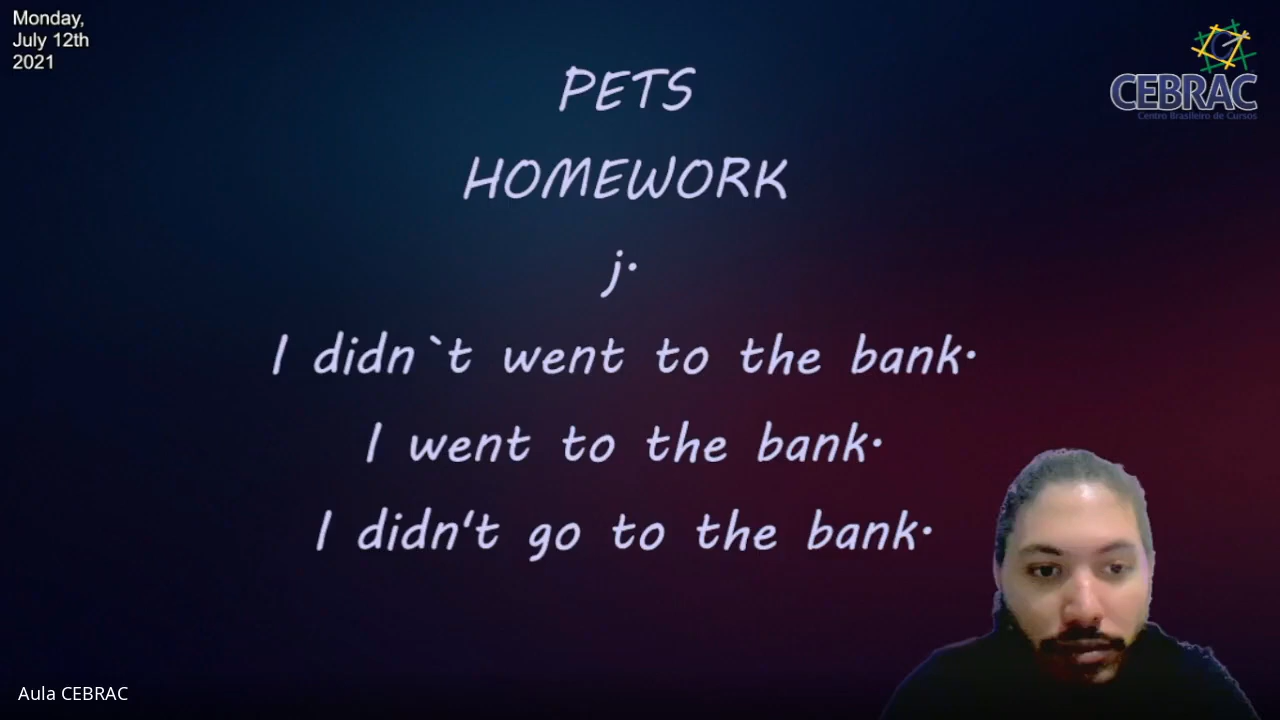 Monday,
July 12th
2021
CEBRAC
Centro Brasileiro de Cursos
PETS
HOMEWORK
j.
I didn`t went to the bank.
I went to the bank.
I didn't go to the bank.
Aula CEBRAC